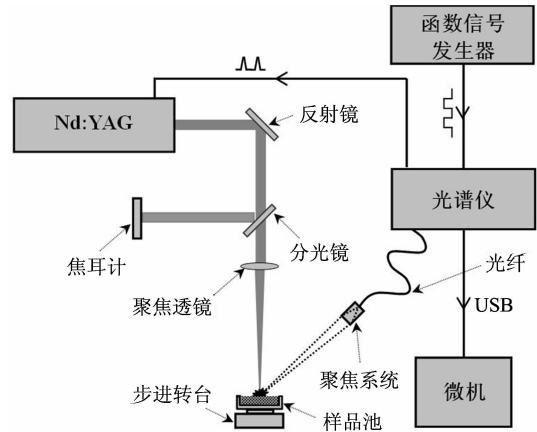 函数信号
发生器
Nd:YAG
反射镜
光谱仪
焦耳计
分光镜
光纤
聚焦透镜
USB
聚焦系统
步进转台
样品池
微机